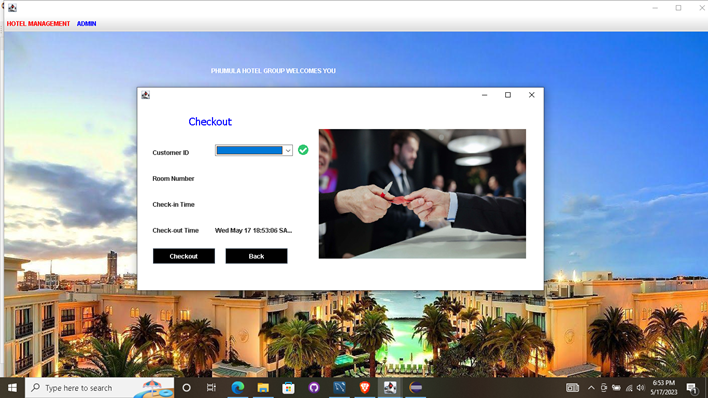 HOTEL MANAGEMENT ADMIN
PHUMULA HOTEL GROUP WELCOMES YOU
Checkout
Customer ID
Room Number
Check-in Time
Check-out Time Wed May 17 18:53:06 SA...
Checkout Back
Type here to search
6:53 PM
5/17/2023